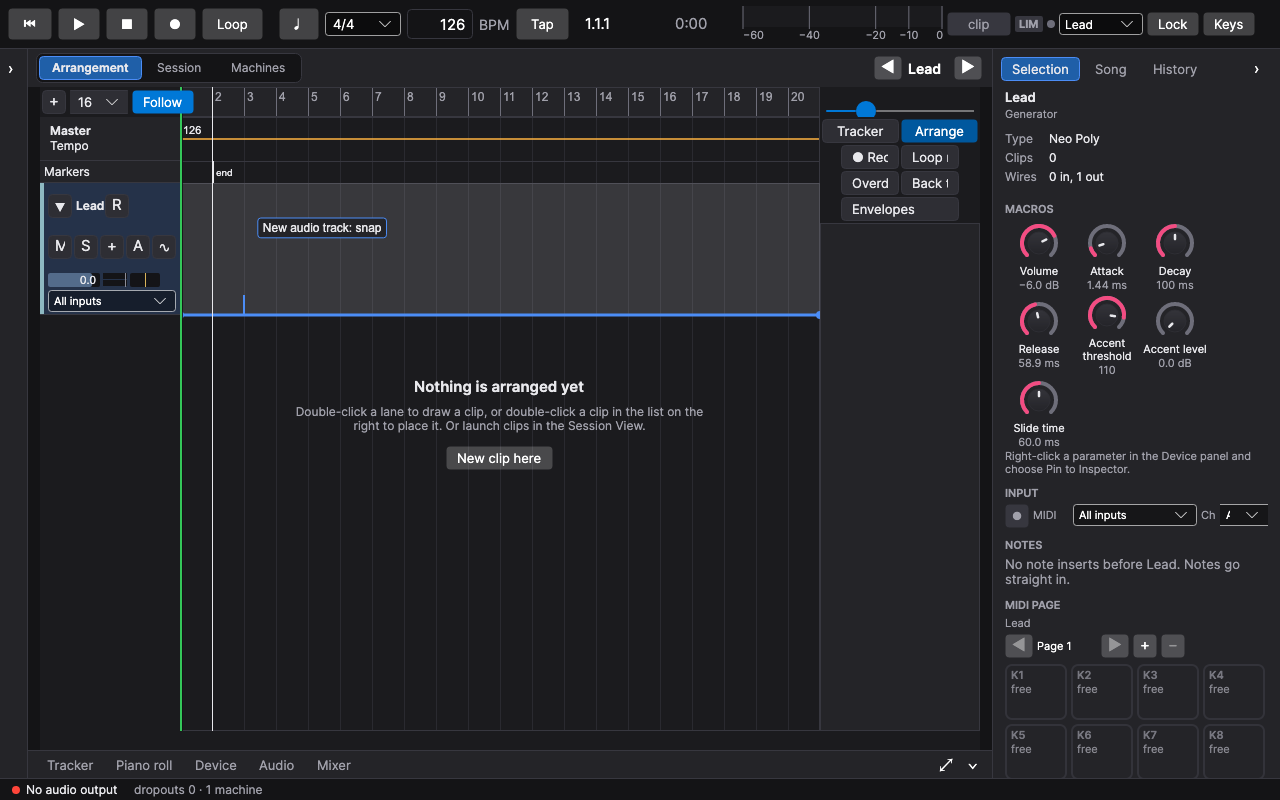 Loop
4/4
126 BPM
Tap
1.1.1
0:00
−60 −40 −20 −10 0
clip
LIM
Lead
Lock
Keys
Arrangement
Session
Machines
Lead
Selection
Song
History
+
16
Follow
2 3 4 5 6 7 8 9 10 11 12 13 14 15 16 17 18 19 20
Master
Tempo
126
Markers
end
Lead R
M S + A
0.0
All inputs
New audio track: snap
Nothing is arranged yet
Double-click a lane to draw a clip, or double-click a clip in the list on the
right to place it. Or launch clips in the Session View.
New clip here
Tracker
Arrange
Rec
Loop
Overd
Back t
Envelopes
Lead
Generator
Type Neo Poly
Clips 0
Wires 0 in, 1 out
MACROS
Volume
−6.0 dB
Attack
1.44 ms
Decay
100 ms
Release
58.9 ms
Accent
threshold
110
Accent level
0.0 dB
Slide time
60.0 ms
Right-click a parameter in the Device panel and
choose Pin to Inspector.
INPUT
MIDI
All inputs
Ch
NOTES
No note inserts before Lead. Notes go
straight in.
MIDI PAGE
Lead
Page 1
+ −
K1
free
K2
free
K3
free
K4
free
K5
free
K6
free
K7
free
K8
free
Tracker
Piano roll
Device
Audio
Mixer
No audio output
dropouts 0 · 1 machine